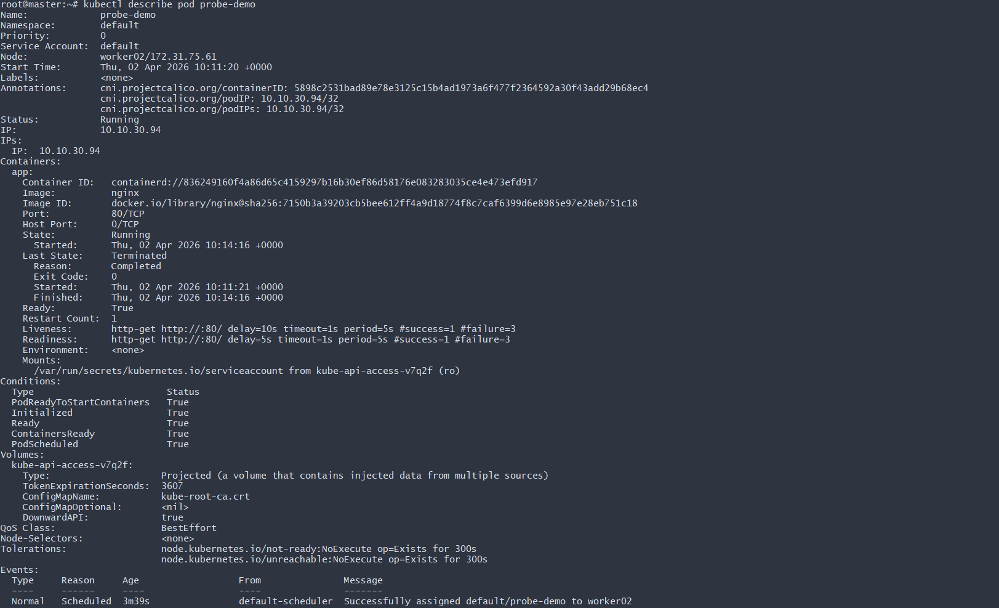 root@master:~# kubectl describe pod probe-demo
Name:             probe-demo
Namespace:        default
Priority:         0
Service Account:  default
Node:             worker02/172.31.75.61
Start Time:       Thu, 02 Apr 2026 10:11:20 +0000
Labels:           <none>
Annotations:      cni.projectcalico.org/containerID: 5898c2531bad89e78e3125c15b4ad1973a6f477f2364592a30f43add29b68ec4
                  cni.projectcalico.org/podIP: 10.10.30.94/32
                  cni.projectcalico.org/podIPs: 10.10.30.94/32
Status:           Running
IP:               10.10.30.94
IPs:
  IP:  10.10.30.94
Containers:
  app:
    Container ID:   containerd://836249160f4a86d65c4159297b16b30ef86d58176e083283035ce4e473efd917
    Image:          nginx
    Image ID:       docker.io/library/nginx@sha256:7150b3a39203cb5bee612ff4a9d18774f8c7caf6399d6e8985e97e28eb751c18
    Port:           80/TCP
    Host Port:      0/TCP
    State:          Running
      Started:      Thu, 02 Apr 2026 10:14:16 +0000
    Last State:     Terminated
      Reason:       Completed
      Exit Code:    0
      Started:      Thu, 02 Apr 2026 10:11:21 +0000
      Finished:     Thu, 02 Apr 2026 10:14:16 +0000
    Ready:          True
    Restart Count:  1
    Liveness:       http-get http://:80/ delay=10s timeout=1s period=5s #success=1 #failure=3
    Readiness:      http-get http://:80/ delay=5s timeout=1s period=5s #success=1 #failure=3
    Environment:    <none>
    Mounts:
      /var/run/secrets/kubernetes.io/serviceaccount from kube-api-access-v7q2f (ro)
Conditions:
  Type                        Status
  PodReadyToStartContainers   True
  Initialized                 True
  Ready                       True
  ContainersReady             True
  PodScheduled                True
Volumes:
  kube-api-access-v7q2f:
    Type:                    Projected (a volume that contains injected data from multiple sources)
    TokenExpirationSeconds:  3607
    ConfigMapName:           kube-root-ca.crt
    ConfigMapOptional:       <nil>
    DownwardAPI:             true
QoS Class:                   BestEffort
Node-Selectors:              <none>
Tolerations:                 node.kubernetes.io/not-ready:NoExecute op=Exists for 300s
                             node.kubernetes.io/unreachable:NoExecute op=Exists for 300s
Events:
  Type    Reason     Age                  From               Message
  ----    ------     ----                 ----               -------
  Normal  Scheduled  3m39s                default-scheduler  Successfully assigned default/probe-demo to worker02